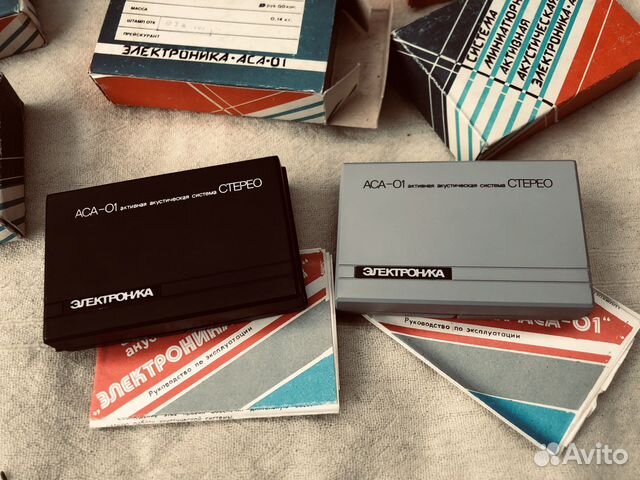 МАССА
ШТАМП ОТК
0,14 кг.
ПРЕЙСКУРАНТ
ЭЛЕКТРОНИКА·АСА-01
СИСТЕМА
МИНИАТЮРНАЯ
АКТИВНАЯ
АКУСТИЧЕСКАЯ
ЭЛЕКТРОНИКА-А
АСА-01 активная акустическая система СТЕРЕО
ЭЛЕКТРОНИКА
АСА-01 активная акустическая система СТЕРЕО
ЭЛЕКТРОНИКА
акус
"ЭЛЕКТРОНИКА
Руководство по эксплуатации
АСА-01"
Руководство по эксплуатации
Avito